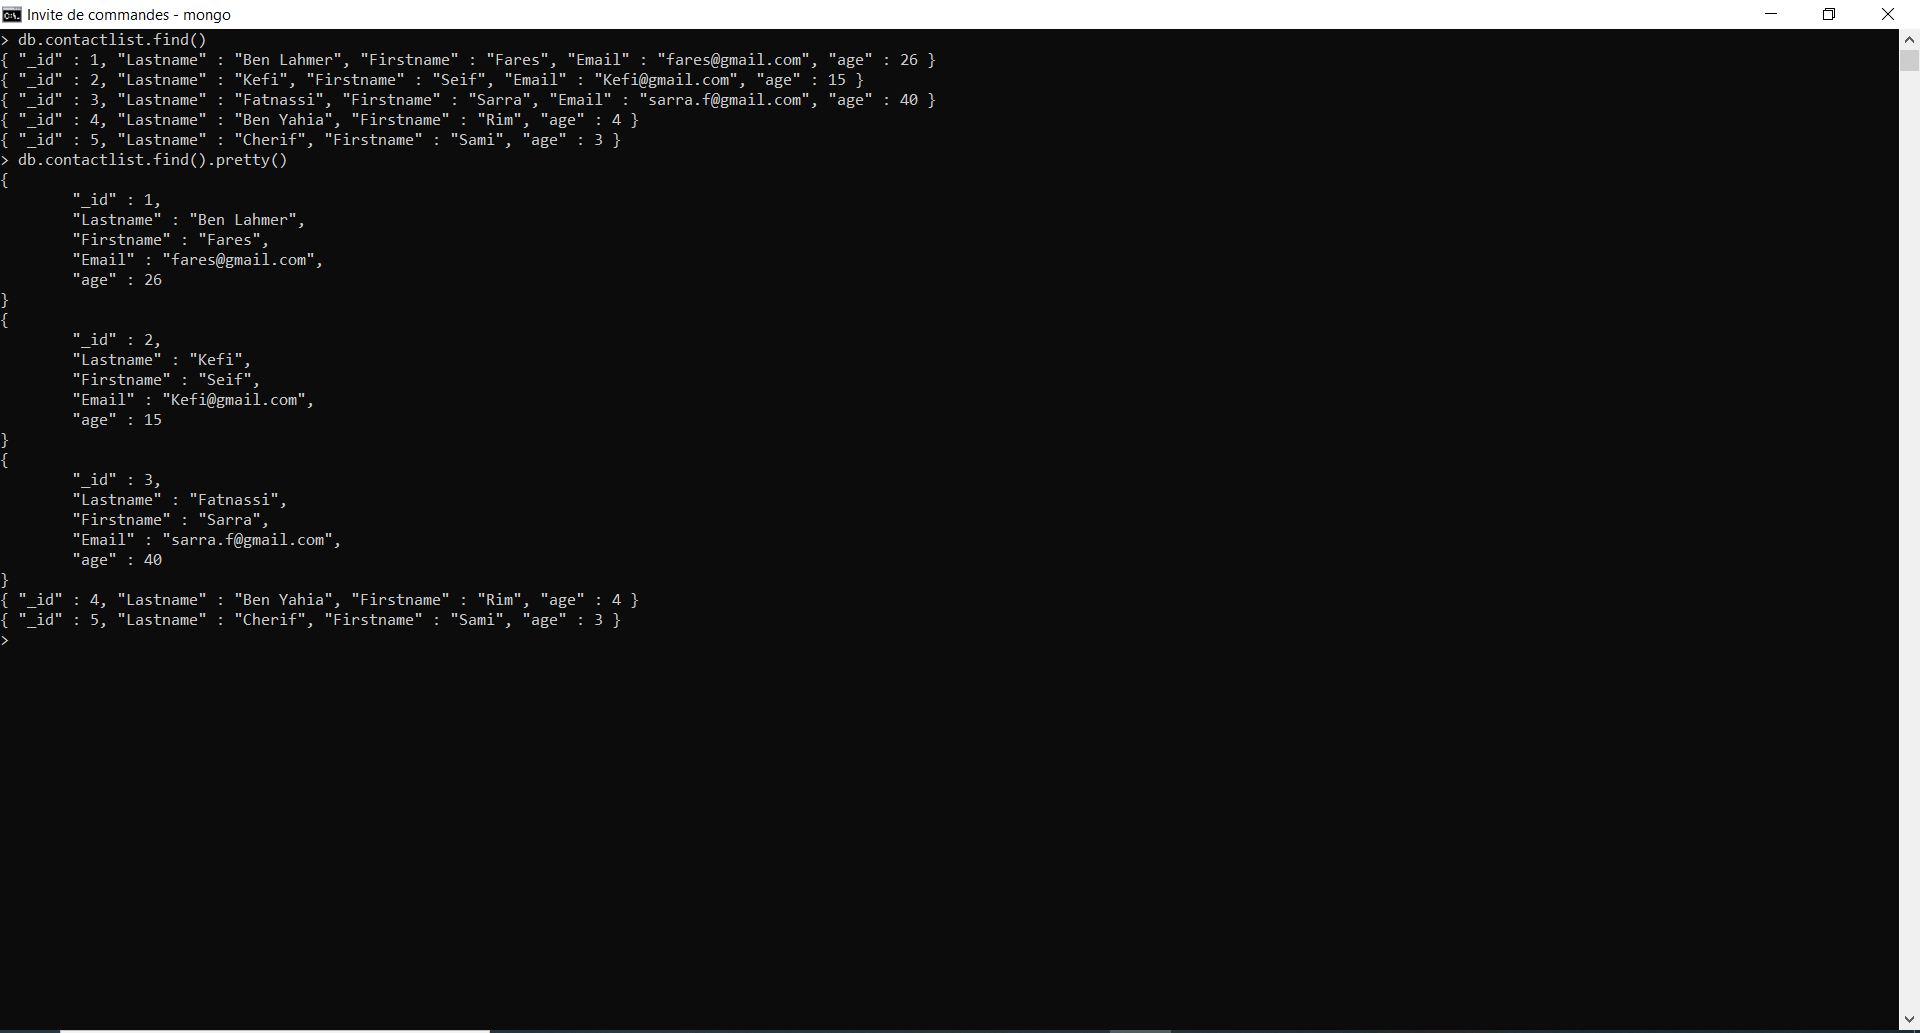 Invite de commandes - mongo
> db.contactlist.find()
{ "_id" : 1, "Lastname" : "Ben Lahmer", "Firstname" : "Fares", "Email" : "fares@gmail.com", "age" : 26 }
{ "_id" : 2, "Lastname" : "Kefi", "Firstname" : "Seif", "Email" : "Kefi@gmail.com", "age" : 15 }
{ "_id" : 3, "Lastname" : "Fatnassi", "Firstname" : "Sarra", "Email" : "sarra.f@gmail.com", "age" : 40 }
{ "_id" : 4, "Lastname" : "Ben Yahia", "Firstname" : "Rim", "age" : 4 }
{ "_id" : 5, "Lastname" : "Cherif", "Firstname" : "Sami", "age" : 3 }
> db.contactlist.find().pretty()
{
        "_id" : 1,
        "Lastname" : "Ben Lahmer",
        "Firstname" : "Fares",
        "Email" : "fares@gmail.com",
        "age" : 26
}
{
        "_id" : 2,
        "Lastname" : "Kefi",
        "Firstname" : "Seif",
        "Email" : "Kefi@gmail.com",
        "age" : 15
}
{
        "_id" : 3,
        "Lastname" : "Fatnassi",
        "Firstname" : "Sarra",
        "Email" : "sarra.f@gmail.com",
        "age" : 40
}
{ "_id" : 4, "Lastname" : "Ben Yahia", "Firstname" : "Rim", "age" : 4 }
{ "_id" : 5, "Lastname" : "Cherif", "Firstname" : "Sami", "age" : 3 }
>